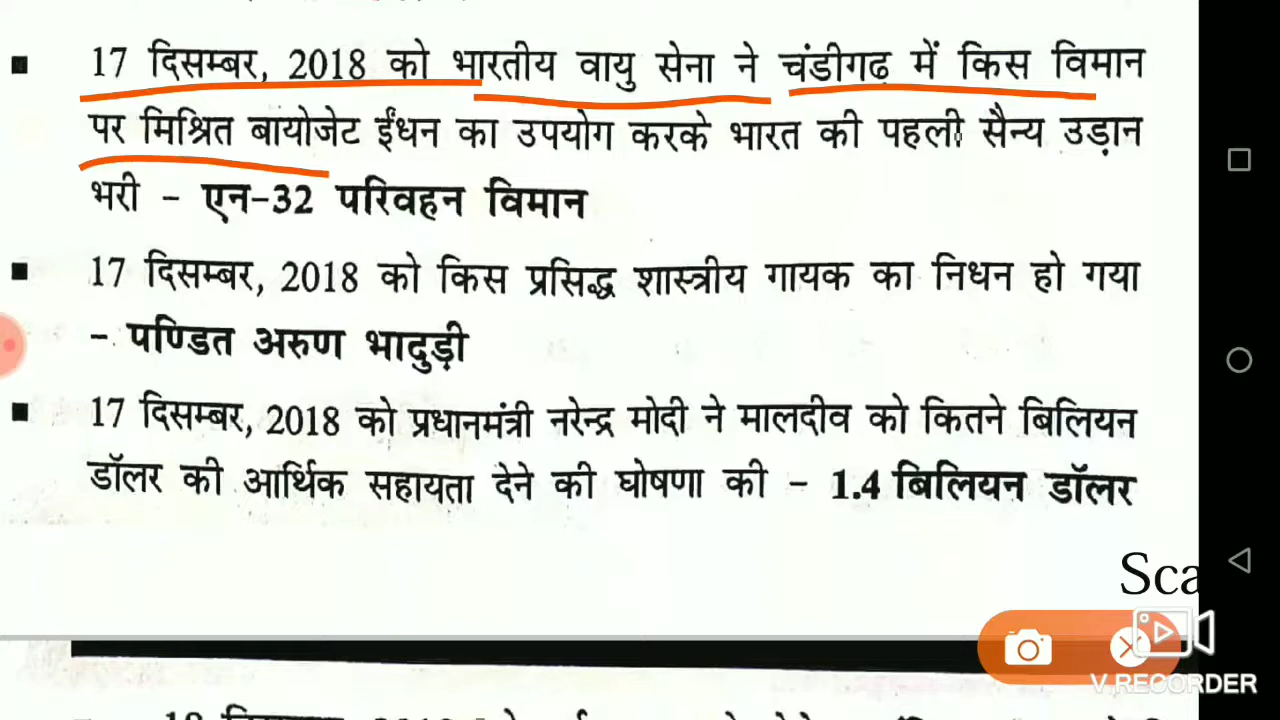 ▪ 17 दिसम्बर, 2018 को भारतीय वायु सेना ने चंडीगढ़ में किस विमान
पर मिश्रित बायोजेट ईंधन का उपयोग करके भारत की पहली सैन्य उड़ान
भरी - एन-32 परिवहन विमान
▪ 17 दिसम्बर, 2018 को किस प्रसिद्ध शास्त्रीय गायक का निधन हो गया
- पण्डित अरुण भादुड़ी
▪ 17 दिसम्बर, 2018 को प्रधानमंत्री नरेन्द्र मोदी ने मालदीव को कितने बिलियन
डॉलर की आर्थिक सहायता देने की घोषणा की - 1.4 बिलियन डॉलर
Sca
V.RECORDER